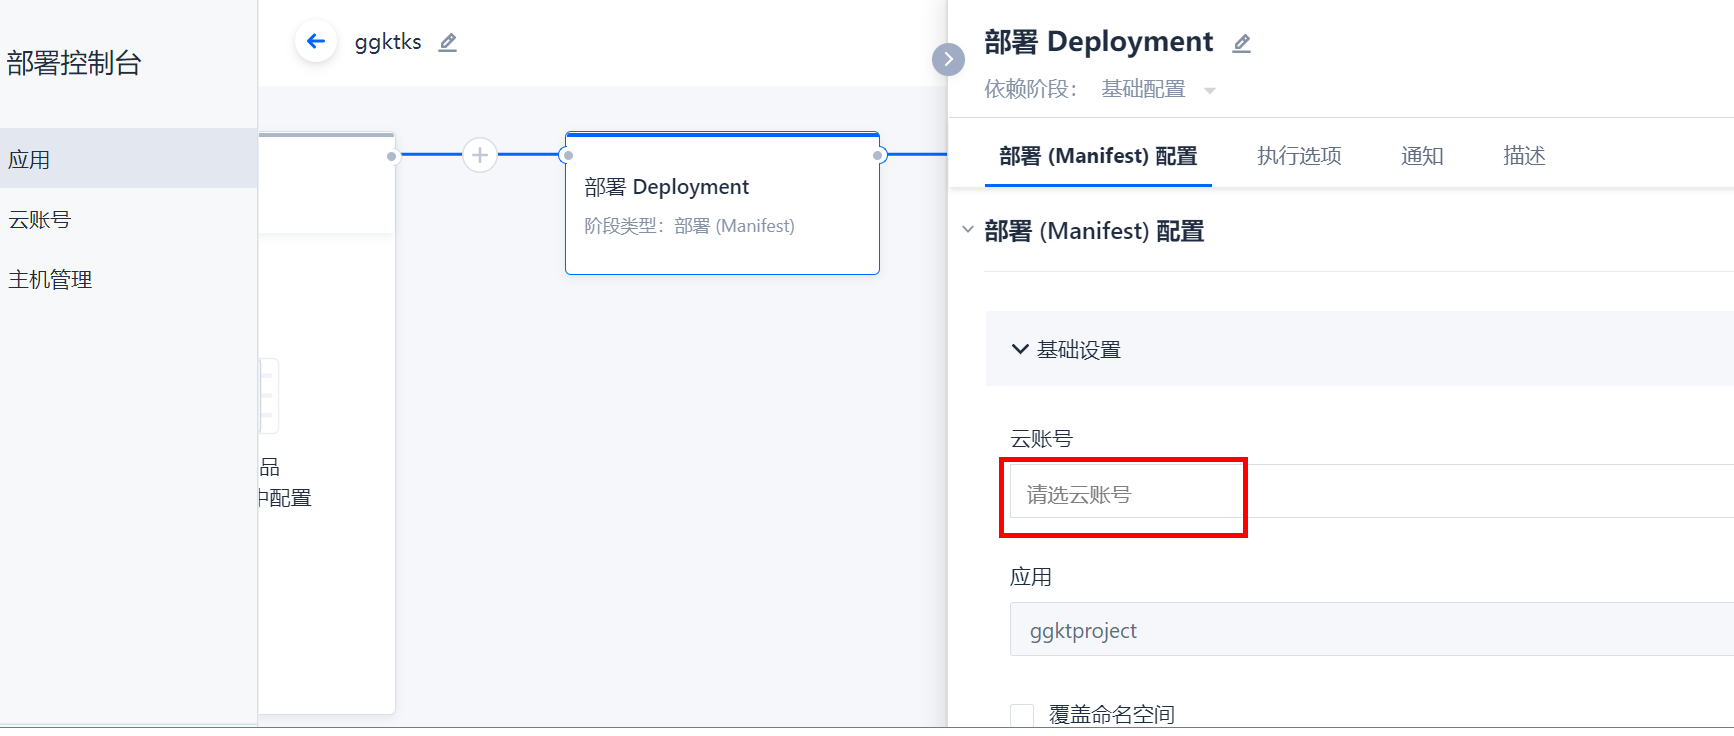 部署控制台
应用
云账号
主机管理
ggktks
品
中配置
部署 Deployment
阶段类型：部署 (Manifest)
部署 Deployment
依赖阶段： 基础配置
部署 (Manifest) 配置 执行选项 通知 描述
部署 (Manifest) 配置
基础设置
云账号
请选云账号
应用
ggktproject
覆盖命名空间